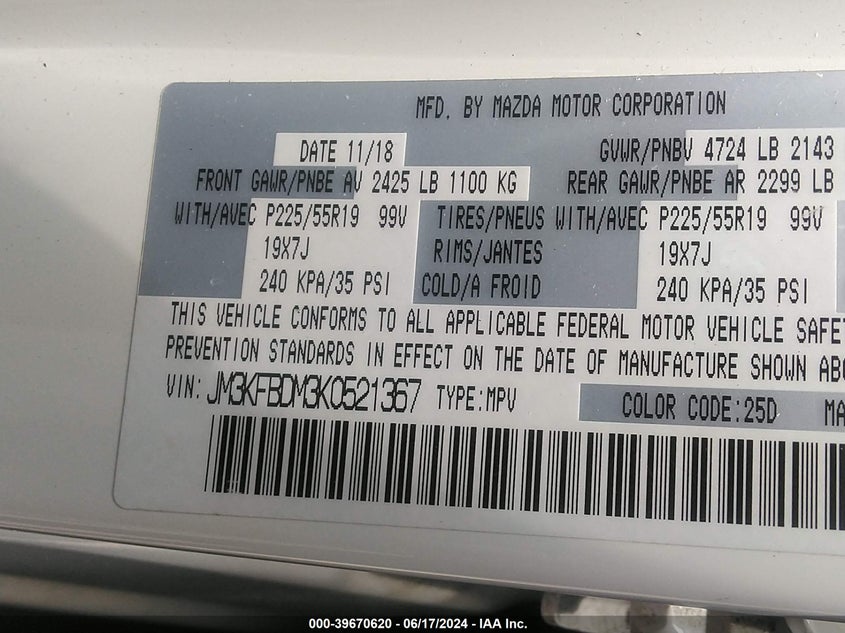 MFD. BY MAZDA MOTOR CORPORATION
DATE 11/18 GVWR/PNBV 4724 LB 2143
FRONT GAWR/PNBE AV 2425 LB 1100 KG REAR GAWR/PNBE AR 2299 LB
WITH/AVEC P225/55R19 99V TIRES/PNEUS WITH/AVEC P225/55R19 99V
19X7J RIMS/JANTES 19X7J
240 KPA/35 PSI COLD/A FROID 240 KPA/35 PSI
THIS VEHICLE CONFORMS TO ALL APPLICABLE FEDERAL MOTOR VEHICLE SAFET
PREVENTION STANDARDS IN EFFECT ON THE DATE OF MANUFACTURE SHOWN ABO
VIN: JM3KFBDM3K0521367 TYPE:MPV COLOR CODE:25D MA
000-39670620 - 06/17/2024 - IAA Inc.